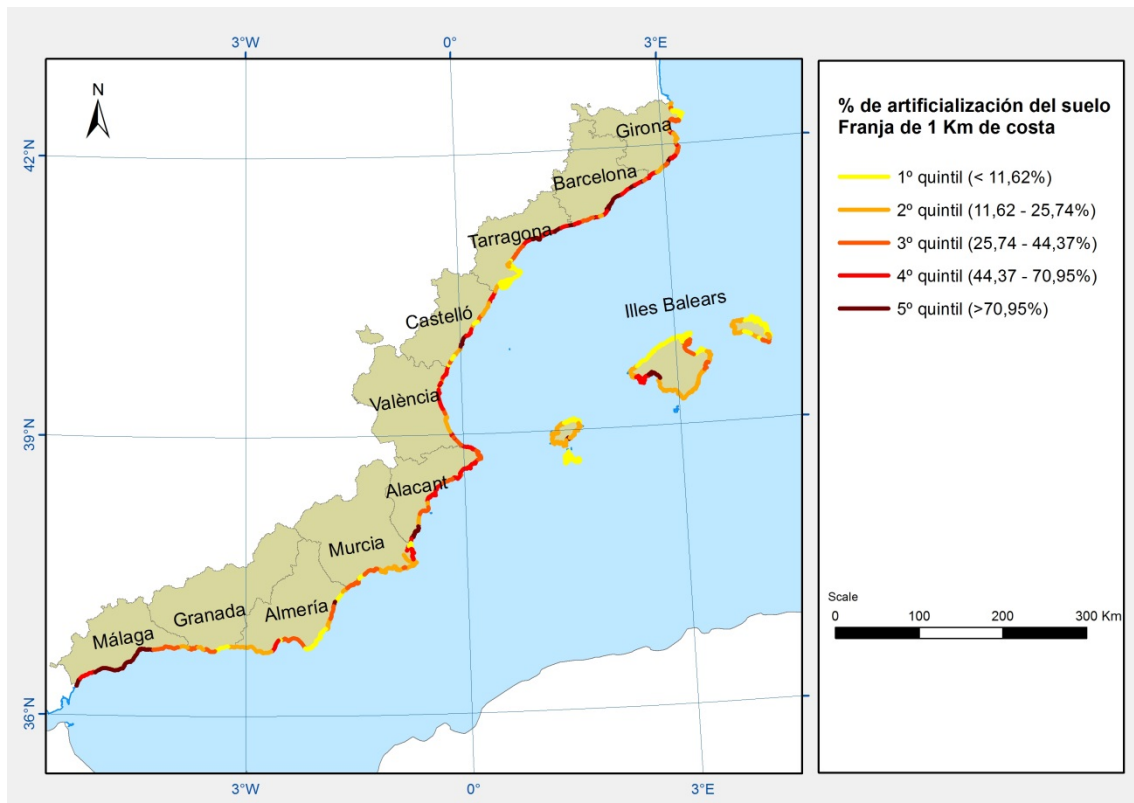 3°W
0°
3°E
N
42°N
39°N
36°N
Girona
Barcelona
Tarragona
Castelló
Illes Balears
València
Alacant
Murcia
Almería
Granada
Málaga
3°W
0°
3°E
% de artificialización del suelo
Franja de 1 Km de costa
1º quintil (< 11,62%)
2º quintil (11,62 - 25,74%)
3º quintil (25,74 - 44,37%)
4º quintil (44,37 - 70,95%)
5º quintil (>70,95%)
Scale
0 100 200 300 Km